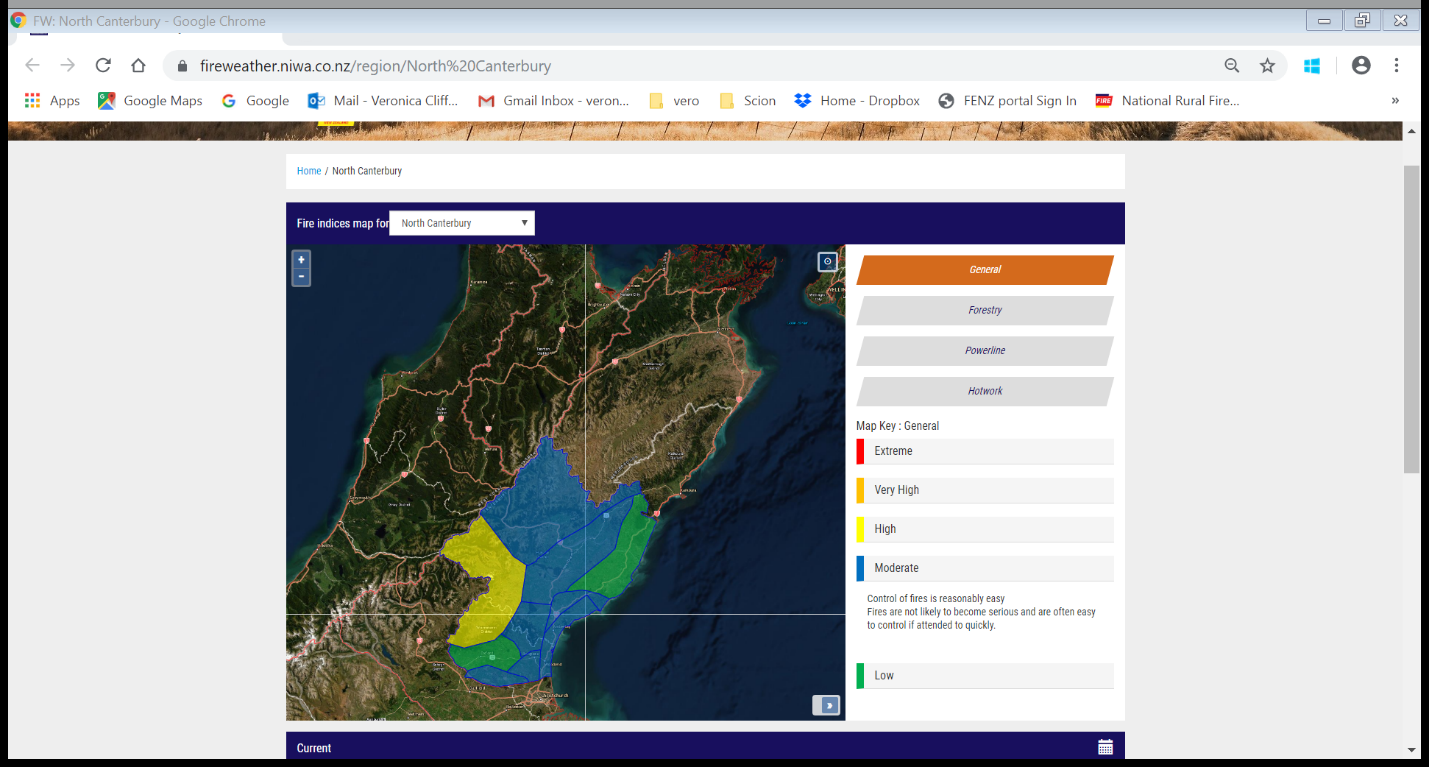 FW: North Canterbury - Google Chrome
fireweather.niwa.co.nz/region/North%20Canterbury
Apps Google Maps Google Mail - Veronica Cliff... Gmail Inbox - veron... vero Scion Home - Dropbox FENZ portal Sign In FIRE National Rural Fire... »
Home / North Canterbury
Fire indices map for North Canterbury
+
-
General
Forestry
Powerline
Hotwork
Map Key : General
Extreme
Very High
High
Moderate
Control of fires is reasonably easy
Fires are not likely to become serious and are often easy
to control if attended to quickly.
Low
»
Current